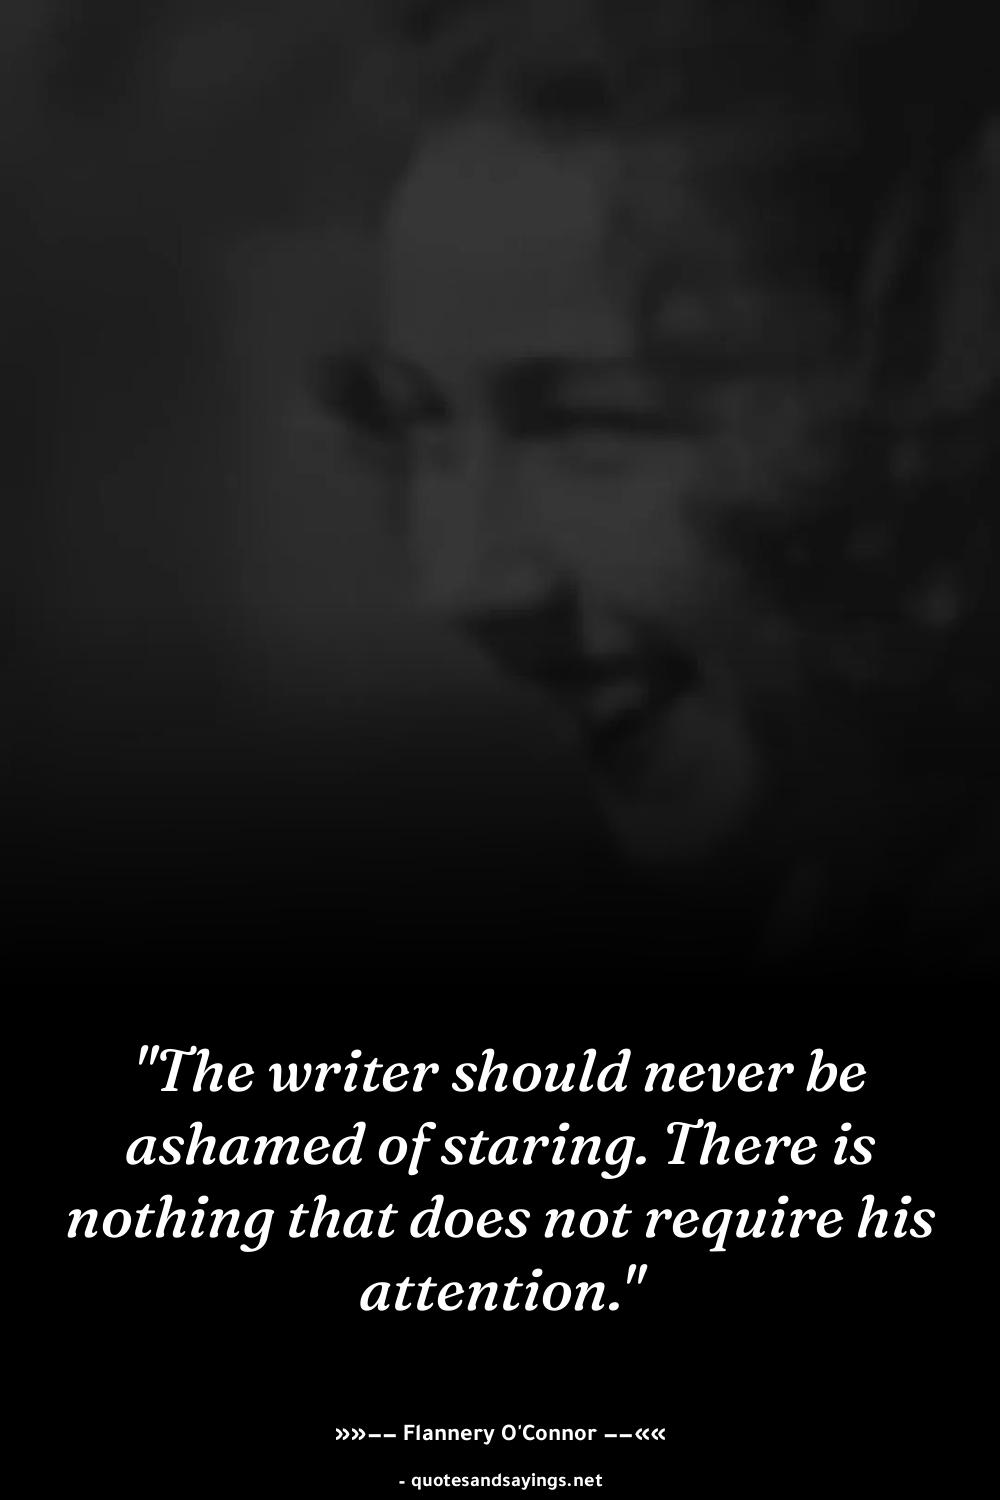 "The writer should never be
ashamed of staring. There is
nothing that does not require his
attention."
»»–– Flannery O'Connor ––««
- quotesandsayings.net